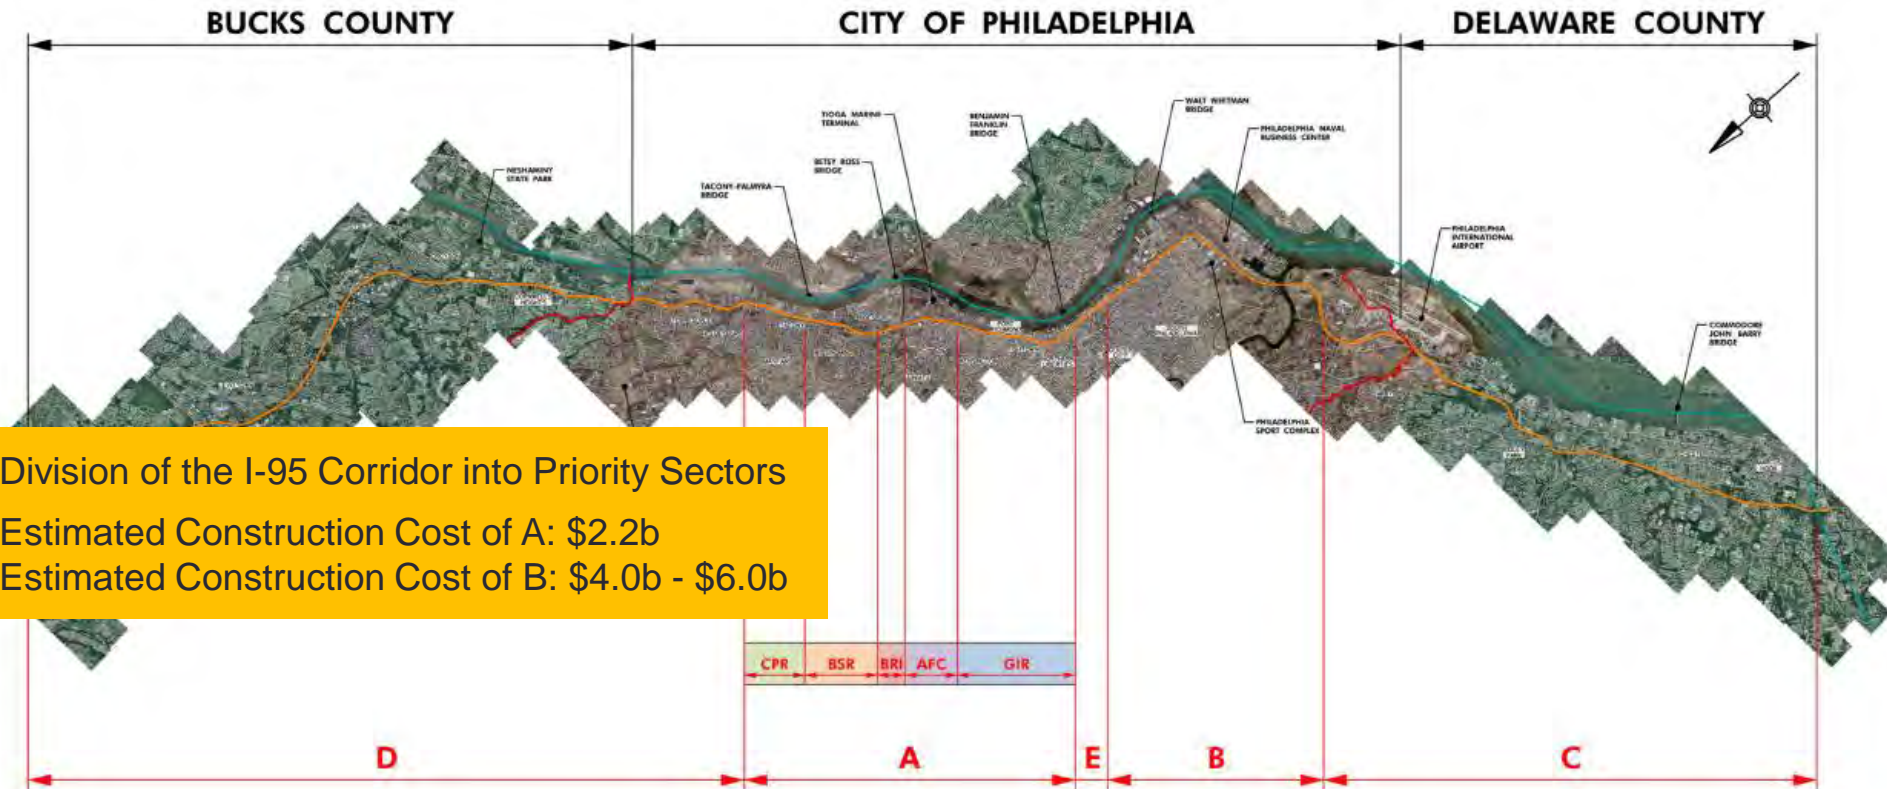 BUCKS COUNTY
CITY OF PHILADELPHIA
DELAWARE COUNTY
NESHAMINY
STATE PARK
TACONY-PALMYRA
BRIDGE
TIOGA MARINE
TERMINAL
BETSY ROSS
BRIDGE
BENJAMIN
FRANKLIN
BRIDGE
WALT WHITMAN
BRIDGE
PHILADELPHIA NAVAL
BUSINESS CENTER
PHILADELPHIA
INTERNATIONAL
AIRPORT
COMMODORE
JOHN BARRY
BRIDGE
PHILADELPHIA
SPORT COMPLEX
Division of the I-95 Corridor into Priority Sectors
Estimated Construction Cost of A: $2.2b
Estimated Construction Cost of B: $4.0b - $6.0b
CPR
BSR
BRI
AFC
GIR
D
A
E
B
C